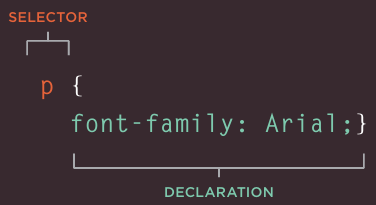 SELECTOR
p {
font-family: Arial;}
DECLARATION